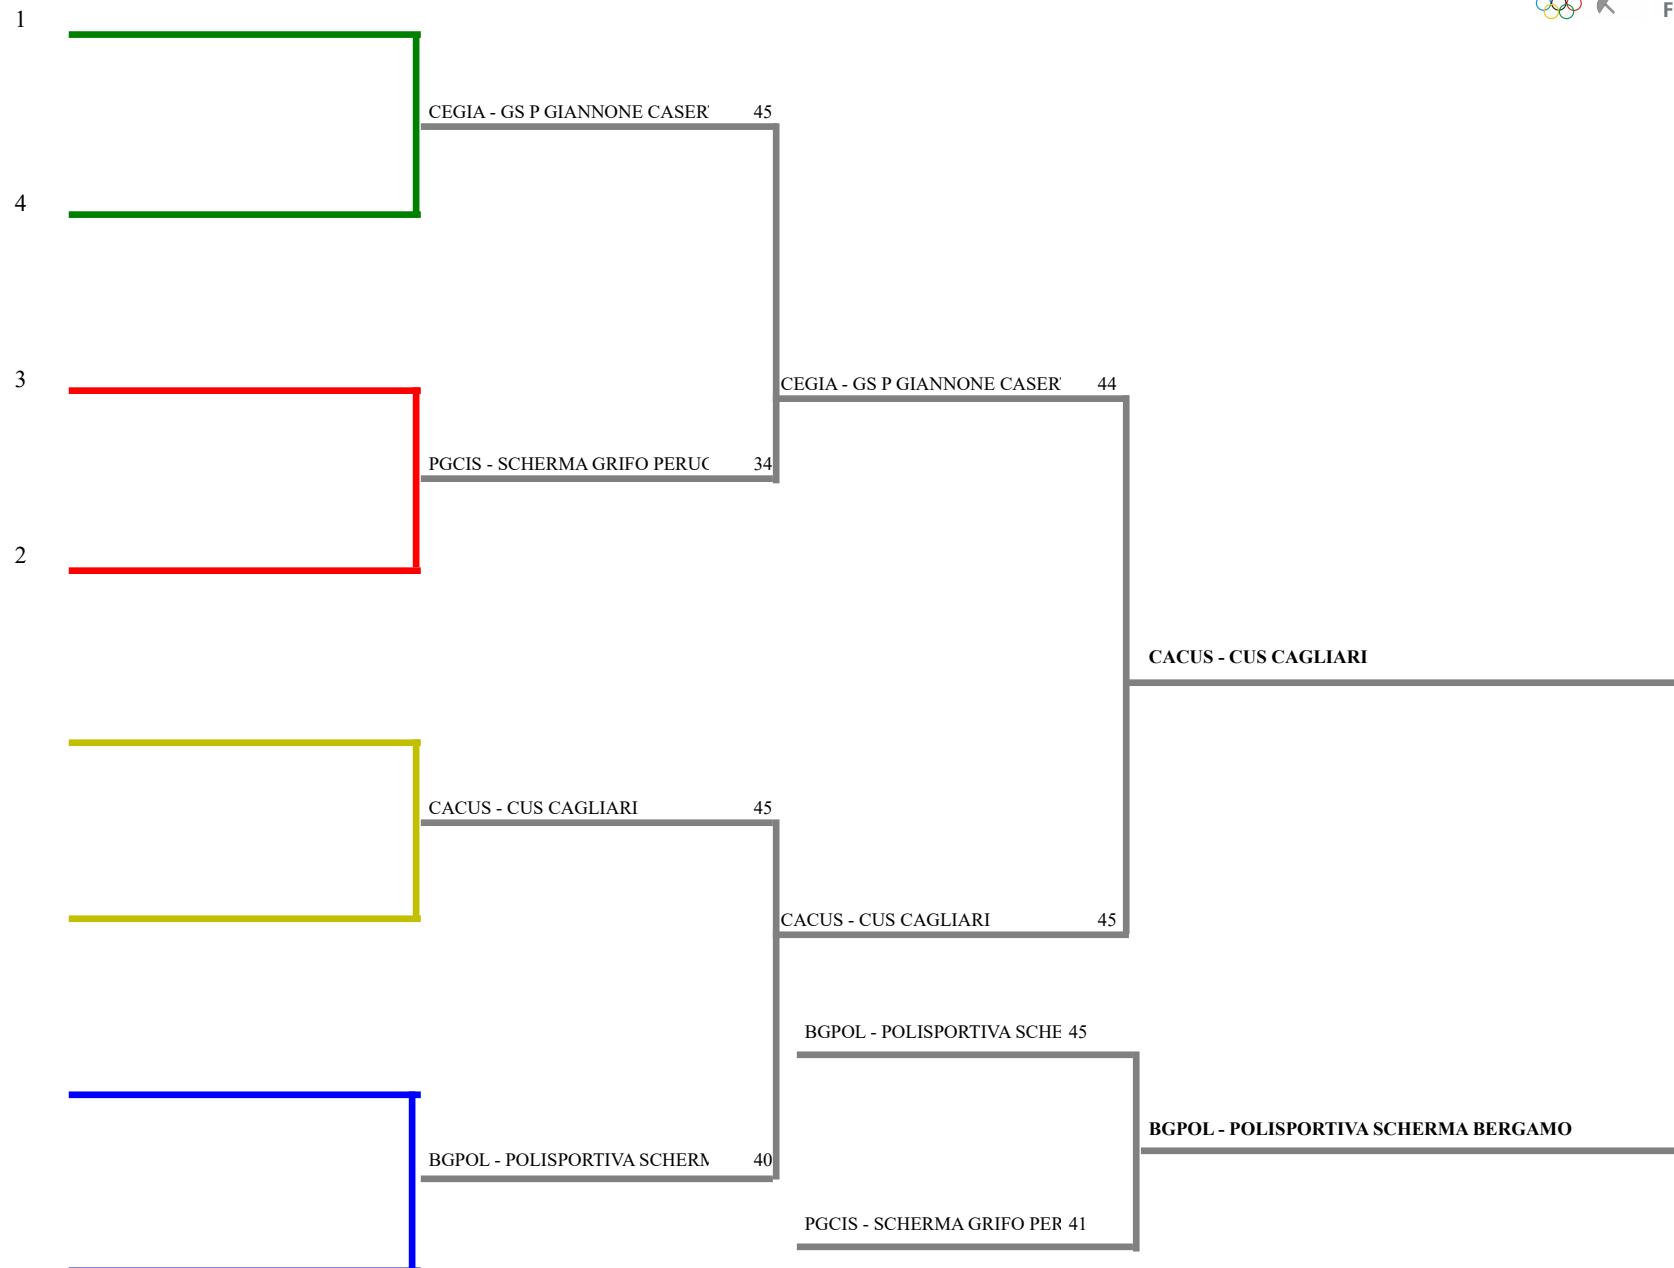 1
F
CEGIA - GS P GIANNONE CASER 45
4
3
CEGIA - GS P GIANNONE CASER 44
PGCIS - SCHERMA GRIFO PERUG 34
2
CACUS - CUS CAGLIARI
CACUS - CUS CAGLIARI 45
CACUS - CUS CAGLIARI 45
BGPOL - POLISPORTIVA SCHE 45
BGPOL - POLISPORTIVA SCHERMA BERGAMO
BGPOL - POLISPORTIVA SCHERM 40
PGCIS - SCHERMA GRIFO PER 41